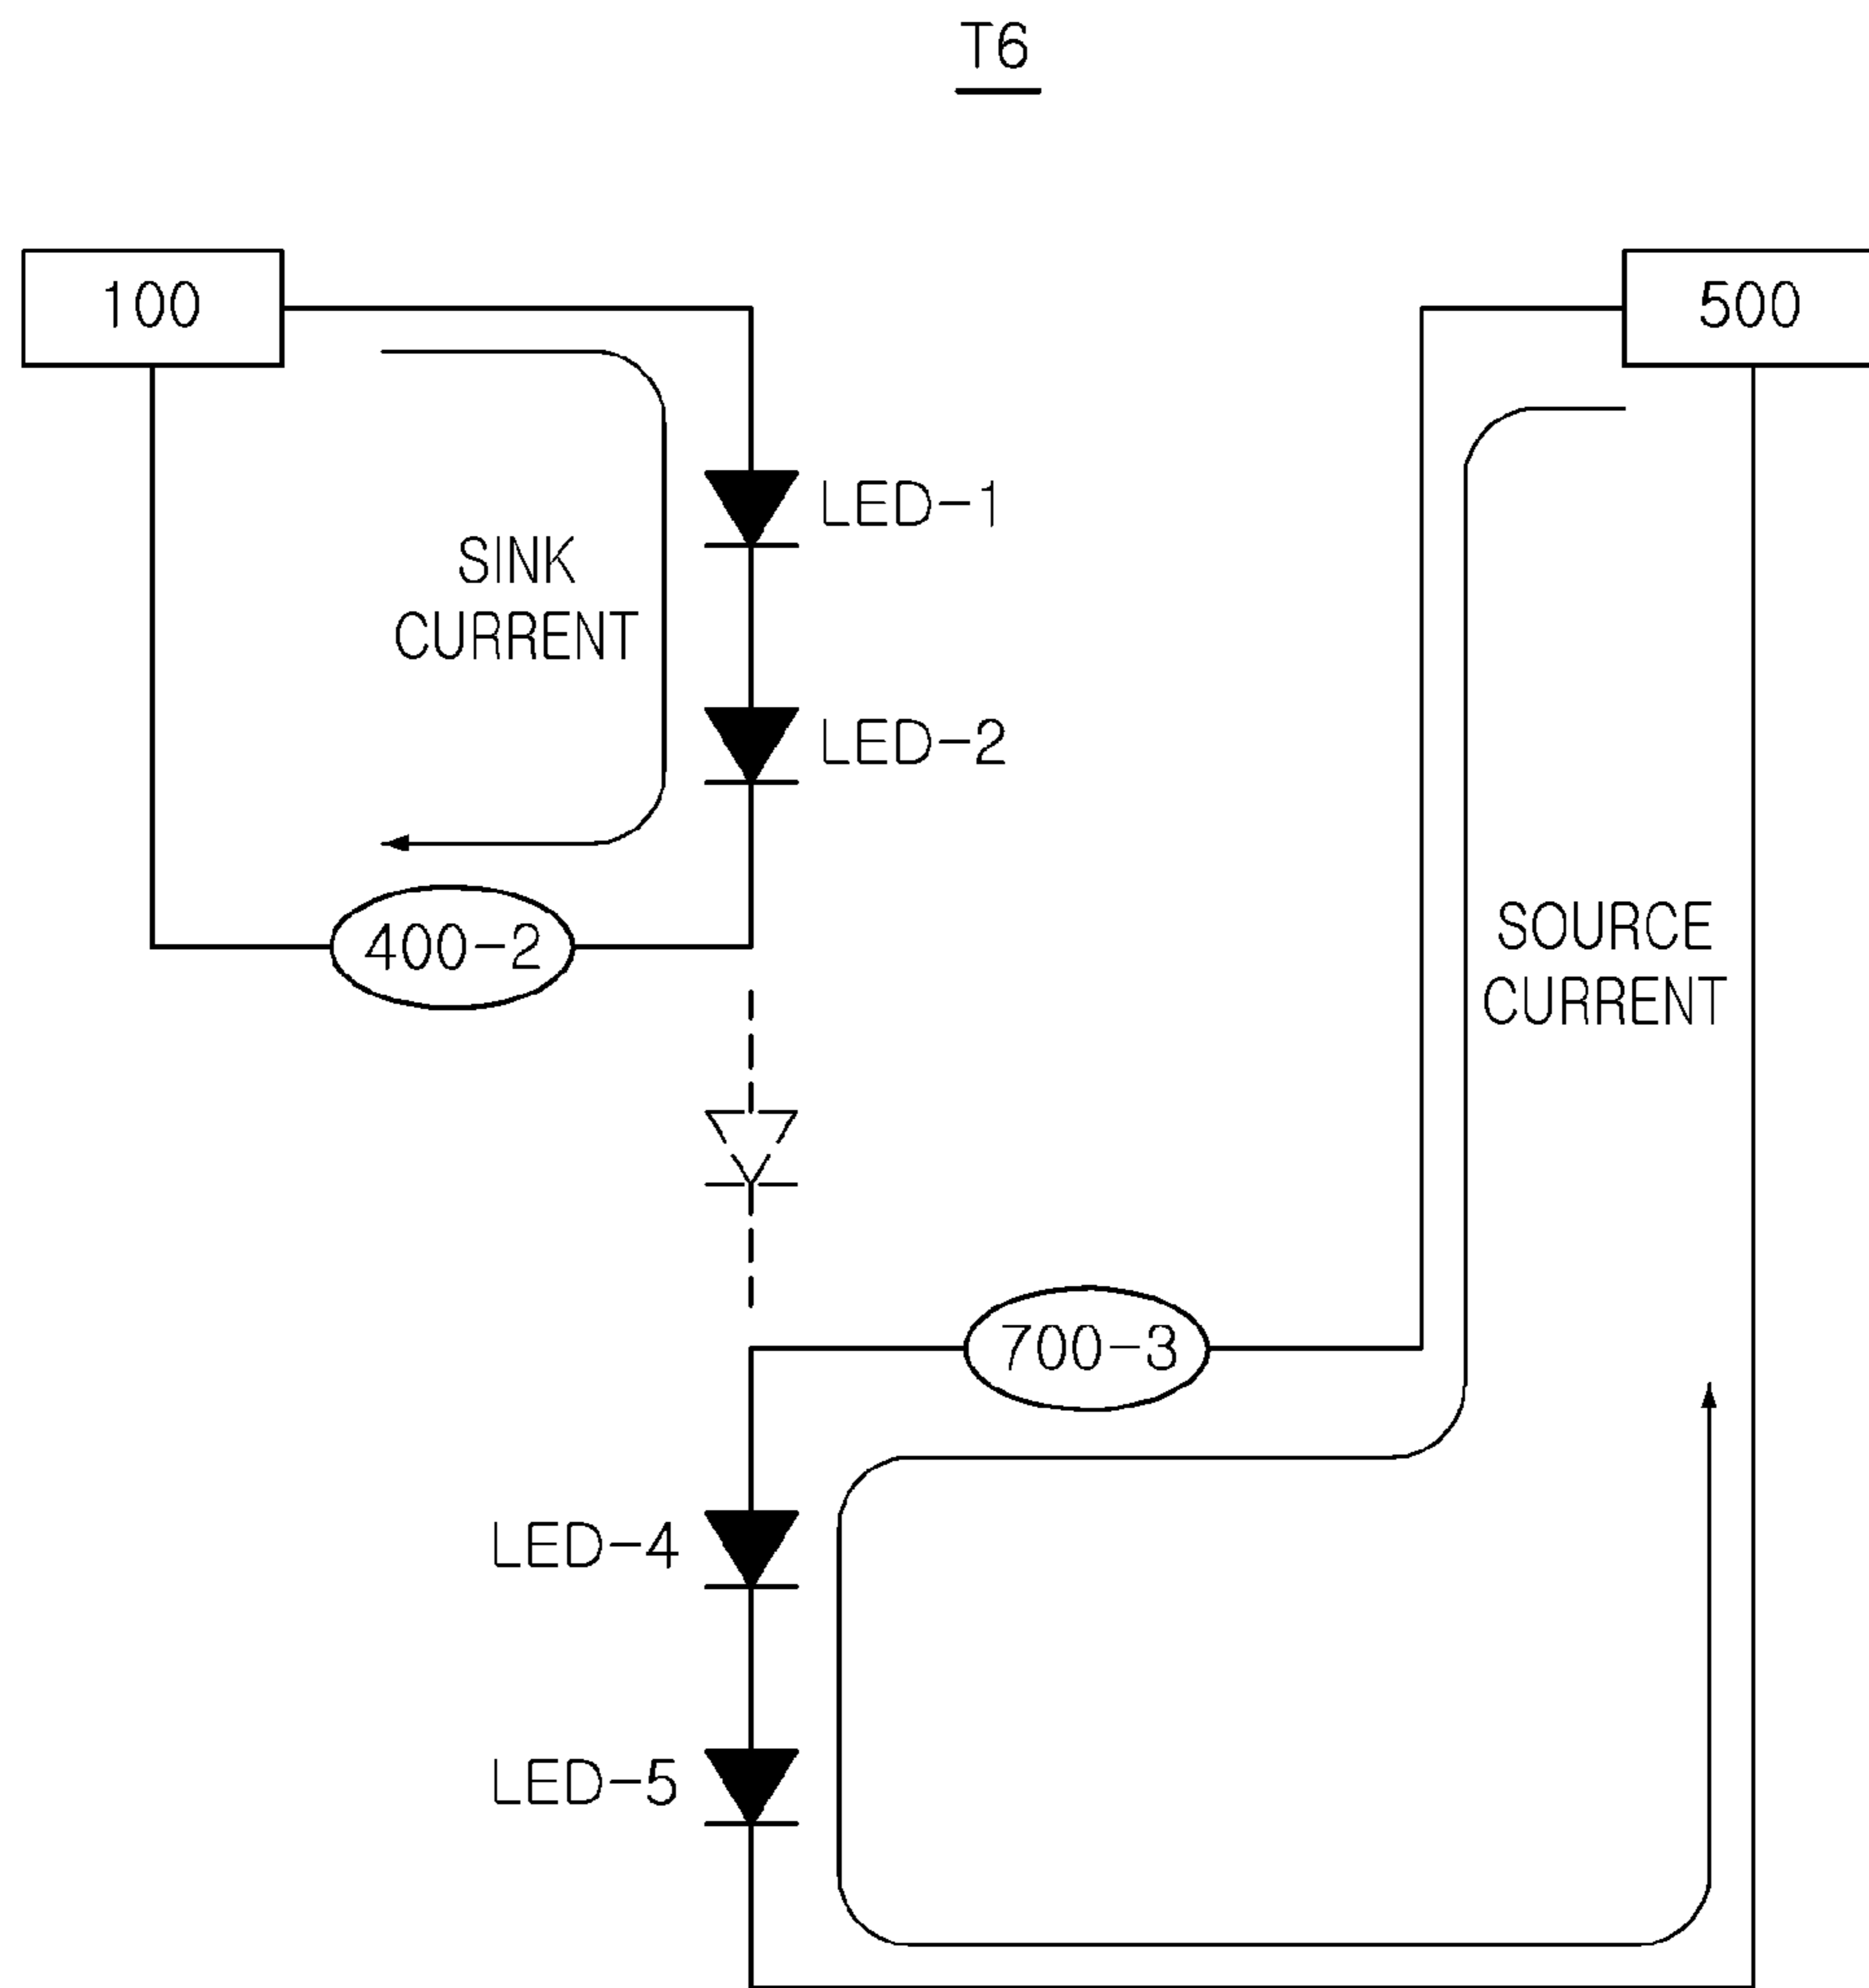 T6
100
500
LED-1
SINK
CURRENT
LED-2
400-2
SOURCE
CURRENT
700-3
LED-4
LED-5